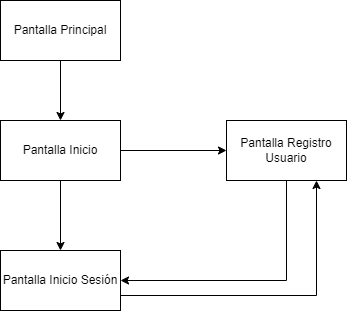 Pantalla Principal
Pantalla Inicio
Pantalla Registro
Usuario
Pantalla Inicio Sesión